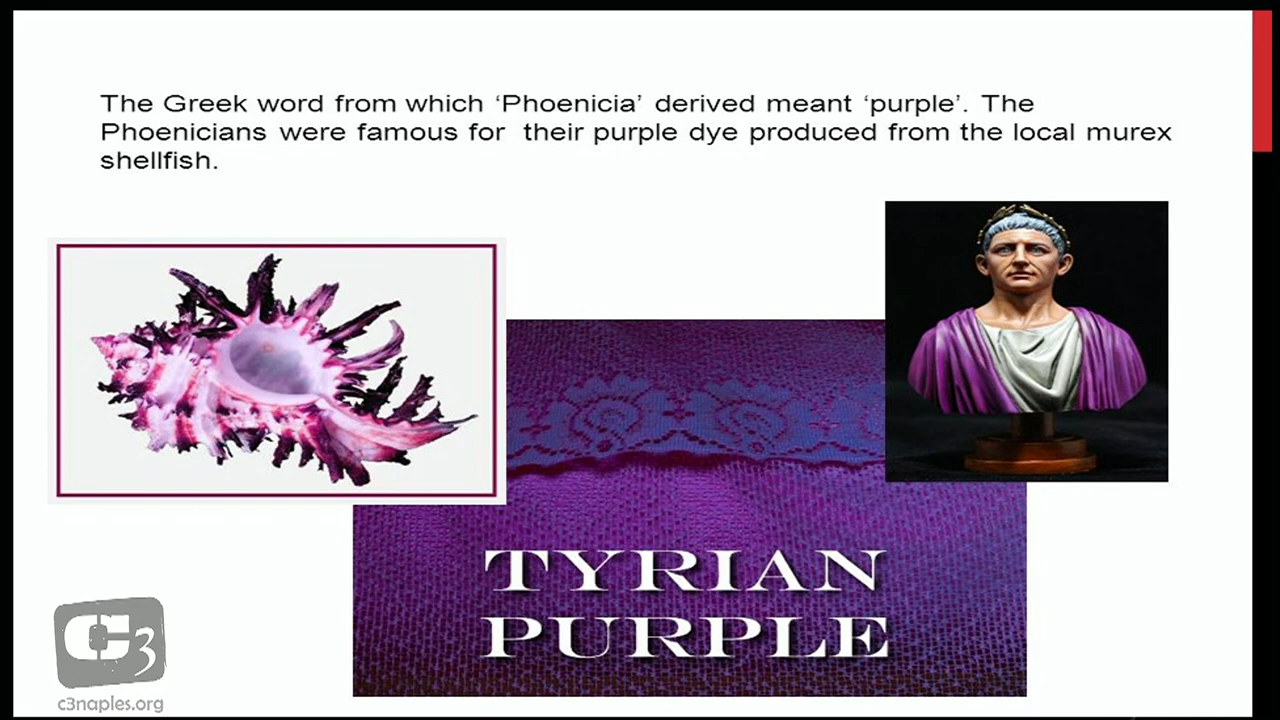 The Greek word from which ‘Phoenicia’ derived meant ‘purple’. The
Phoenicians were famous for their purple dye produced from the local murex
shellfish.
TYRIAN
PURPLE
C3
c3naples.org